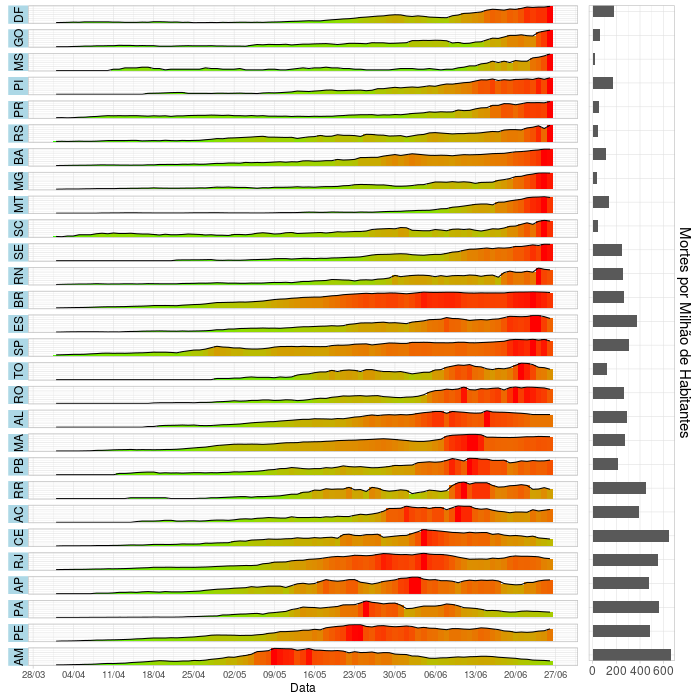 DF
GO
MS
PI
PR
RS
BA
MG
MT
SC
SE
RN
BR
ES
SP
TO
RO
AL
MA
PB
RR
AC
CE
RJ
AP
PA
PE
AM
28/03 04/04 11/04 18/04 25/04 02/05 09/05 16/05 23/05 30/05 06/06 13/06 20/06 27/06
Data
0 200 400 600
Mortes por Milhão de Habitantes